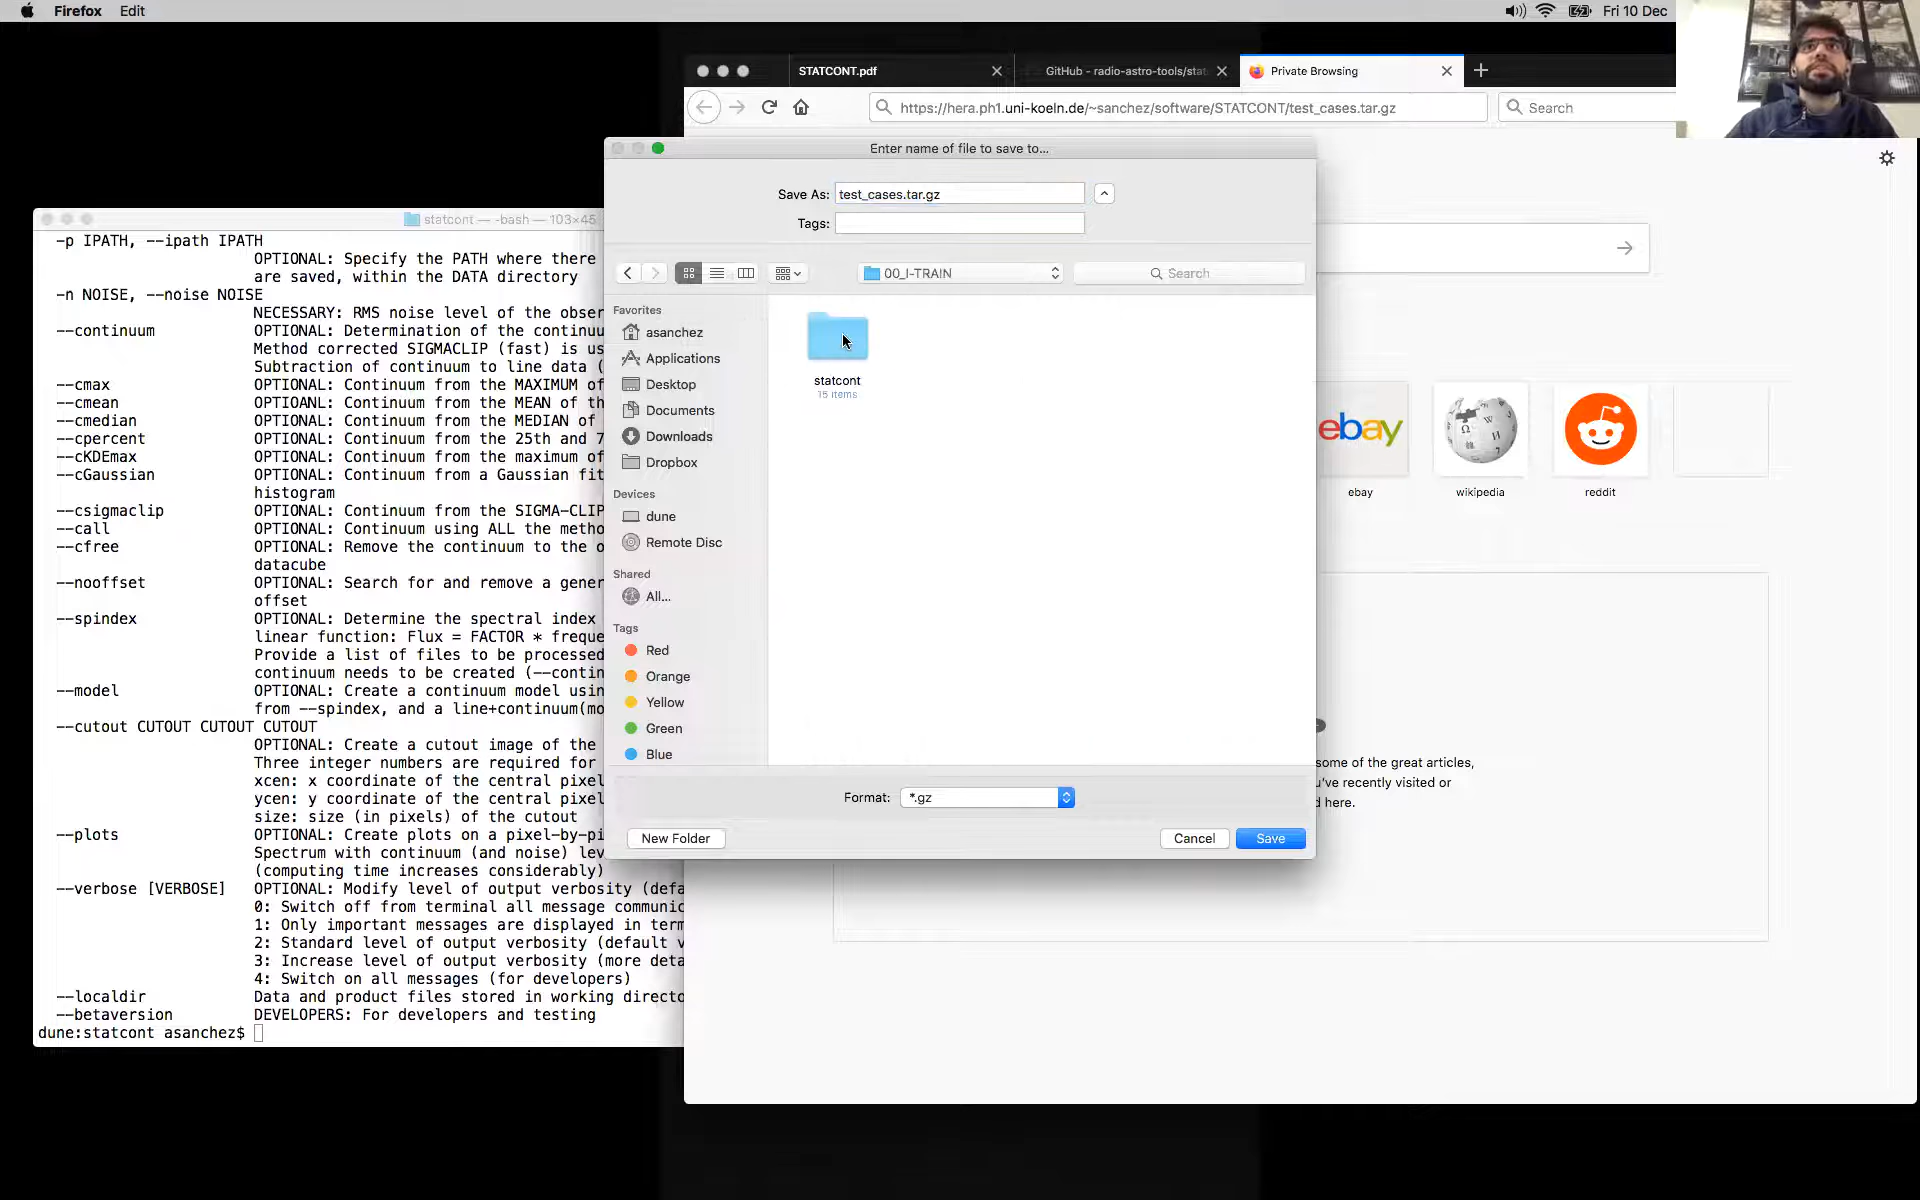 Firefox Edit
Fri 10 Dec
STATCONT.pdf
GitHub - radio-astro-tools/stat
Private Browsing
https://hera.ph1.uni-koeln.de/~sanchez/software/STATCONT/test_cases.tar.gz
Search
Enter name of file to save to...
Save As: test_cases.tar.gz
Tags:
00_I-TRAIN
Search
Favorites
asanchez
Applications
Desktop
Documents
Downloads
Dropbox
Devices
dune
Remote Disc
Shared
All...
Tags
Red
Orange
Yellow
Green
Blue
statcont
15 items
Format: *.gz
New Folder
Cancel
Save
statcont — -bash — 103×45
-p IPATH, --ipath IPATH
OPTIONAL: Specify the PATH where there
are saved, within the DATA directory
-n NOISE, --noise NOISE
NECESSARY: RMS noise level of the obser
--continuum OPTIONAL: Determination of the continuu
Method corrected SIGMACLIP (fast) is us
Subtraction of continuum to line data (
--cmax OPTIONAL: Continuum from the MAXIMUM of
--cmean OPTIOANL: Continuum from the MEAN of th
--cmedian OPTIONAL: Continuum from the MEDIAN of
--cpercent OPTIONAL: Continuum from the 25th and 7
--cKDEmax OPTIONAL: Continuum from the maximum of
--cGaussian OPTIONAL: Continuum from a Gaussian fit
histogram
--csigmaclip OPTIONAL: Continuum from the SIGMA-CLIP
--call OPTIONAL: Continuum using ALL the metho
--cfree OPTIONAL: Remove the continuum to the o
datacube
--nooffset OPTIONAL: Search for and remove a gener
offset
--spindex OPTIONAL: Determine the spectral index
linear function: Flux = FACTOR * freque
Provide a list of files to be processed
continuum needs to be created (--contin
--model OPTIONAL: Create a continuum model usin
from --spindex, and a line+continuum(mo
--cutout CUTOUT CUTOUT CUTOUT
OPTIONAL: Create a cutout image of the
Three integer numbers are required for
xcen: x coordinate of the central pixel
ycen: y coordinate of the central pixel
size: size (in pixels) of the cutout
--plots OPTIONAL: Create plots on a pixel-by-pi
Spectrum with continuum (and noise) lev
(computing time increases considerably)
--verbose [VERBOSE] OPTIONAL: Modify level of output verbosity (defa
0: Switch off from terminal all message communic
1: Only important messages are displayed in term
2: Standard level of output verbosity (default v
3: Increase level of output verbosity (more deta
4: Switch on all messages (for developers)
--localdir Data and product files stored in working directo
--betaversion DEVELOPERS: For developers and testing
dune:statcont asanchez$
ebay
ebay
wikipedia
reddit
some of the great articles,
u've recently visited or
d here.